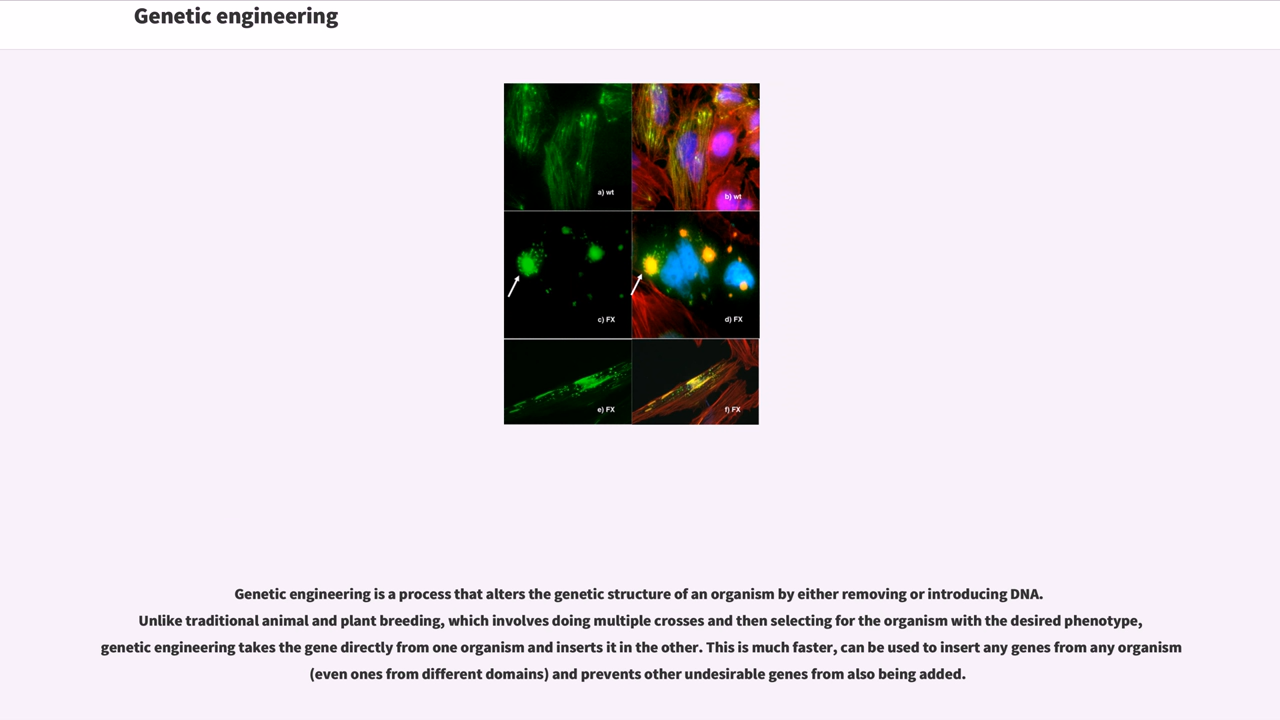 Genetic engineering
a) wt
b) wt
c) FX
d) FX
e) FX
f) FX
Genetic engineering is a process that alters the genetic structure of an organism by either removing or introducing DNA.
Unlike traditional animal and plant breeding, which involves doing multiple crosses and then selecting for the organism with the desired phenotype,
genetic engineering takes the gene directly from one organism and inserts it in the other. This is much faster, can be used to insert any genes from any organism
(even ones from different domains) and prevents other undesirable genes from also being added.